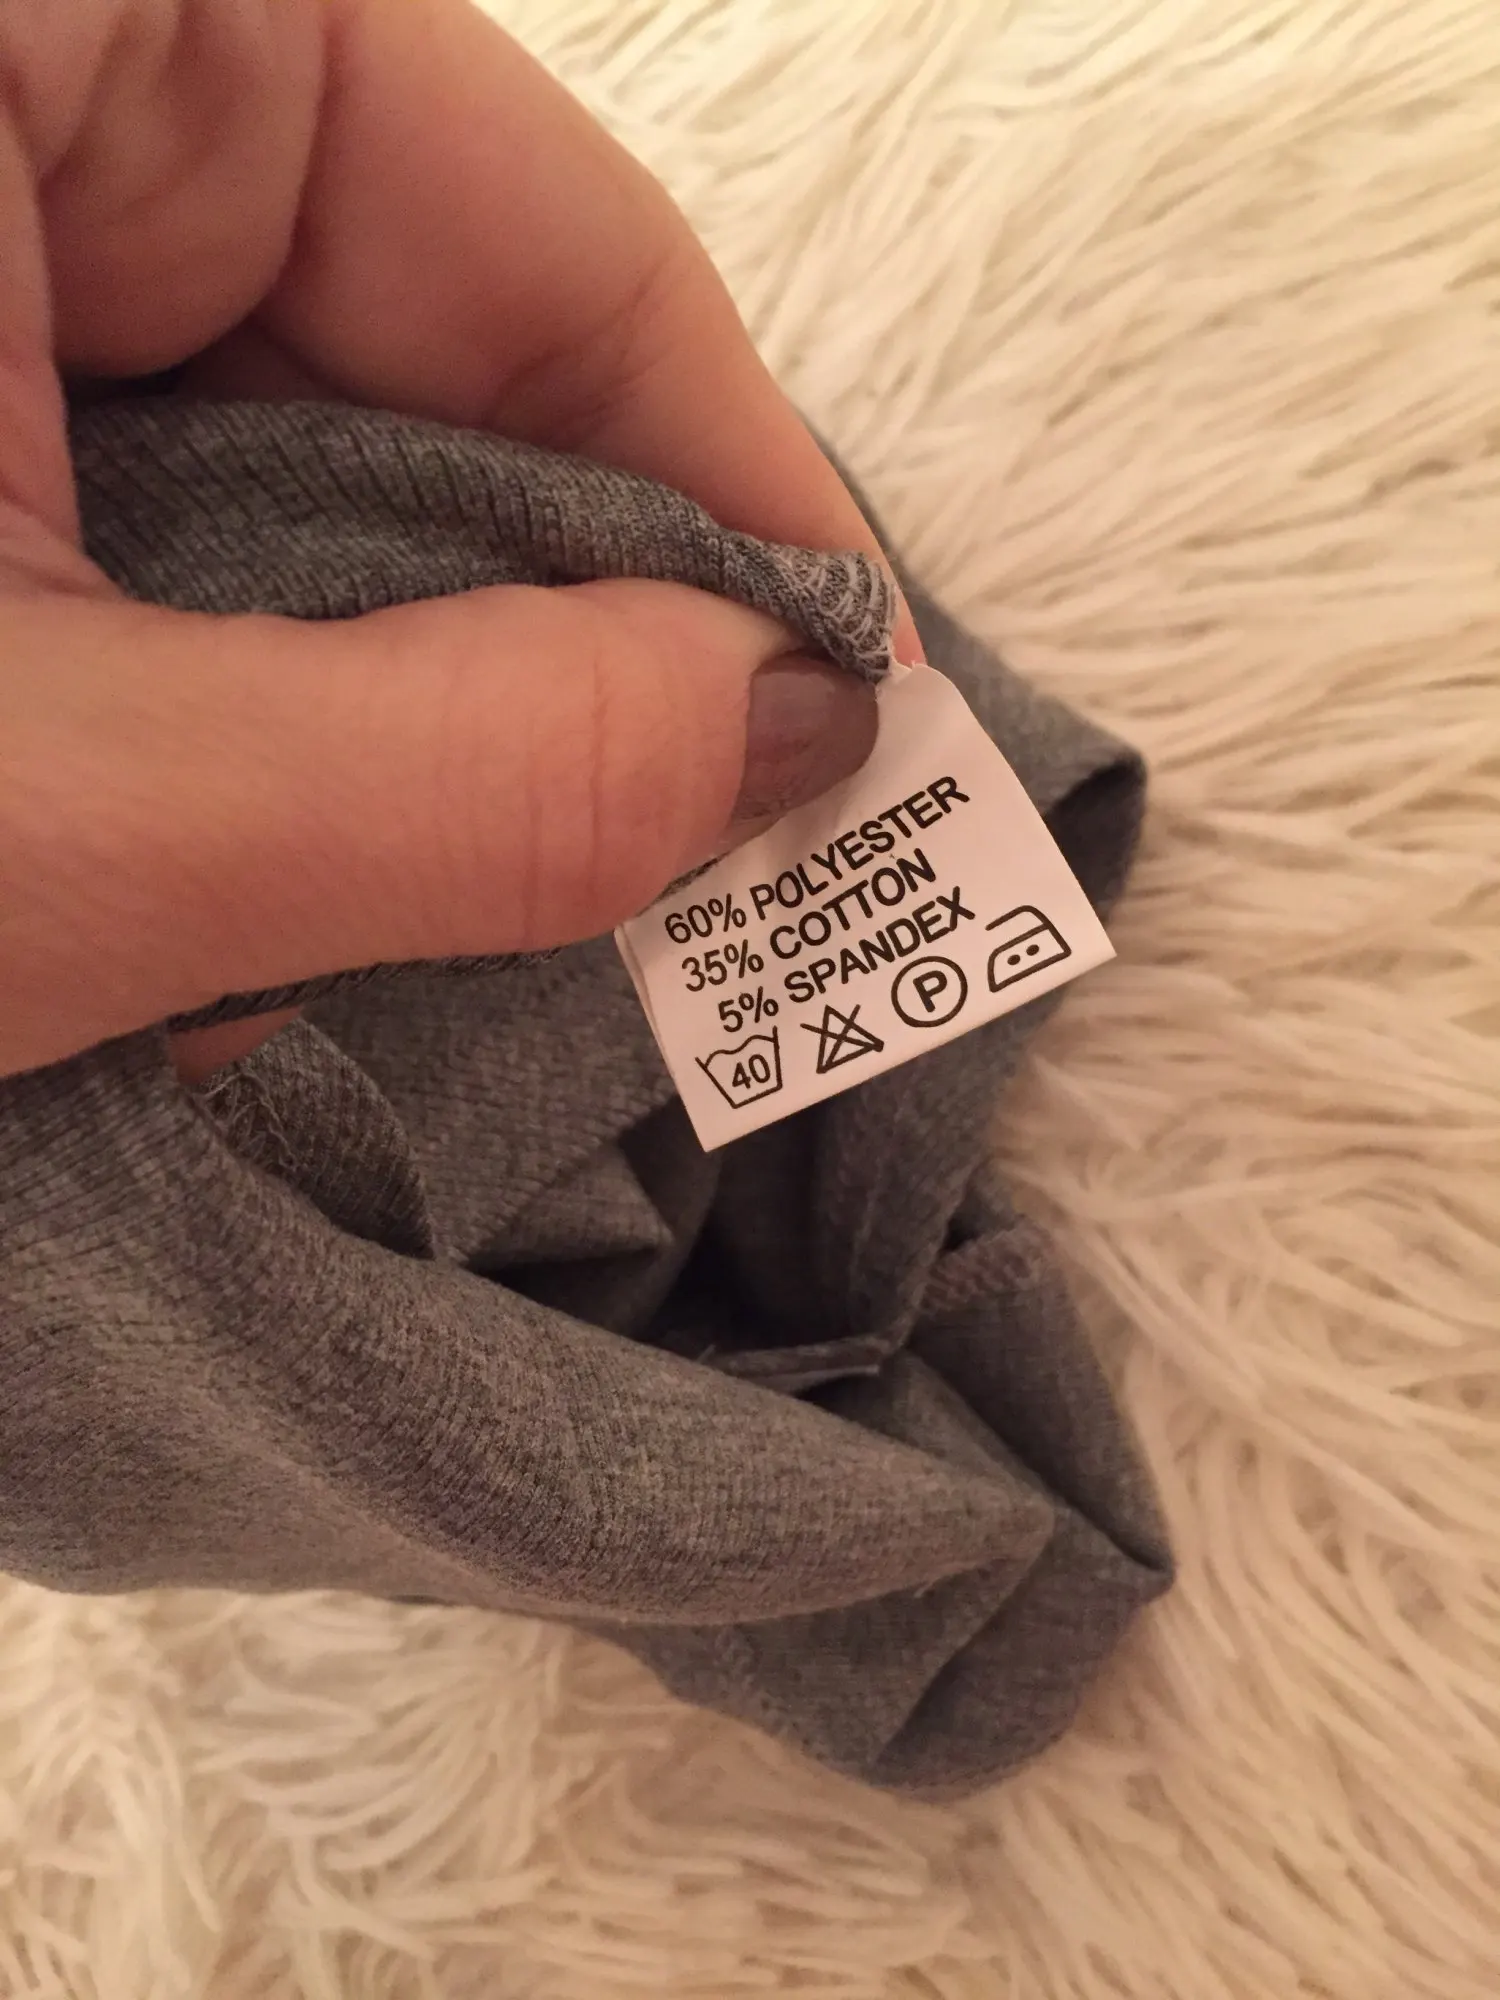 60% POLYESTER
35% COTTON
5% SPANDEX
40 P